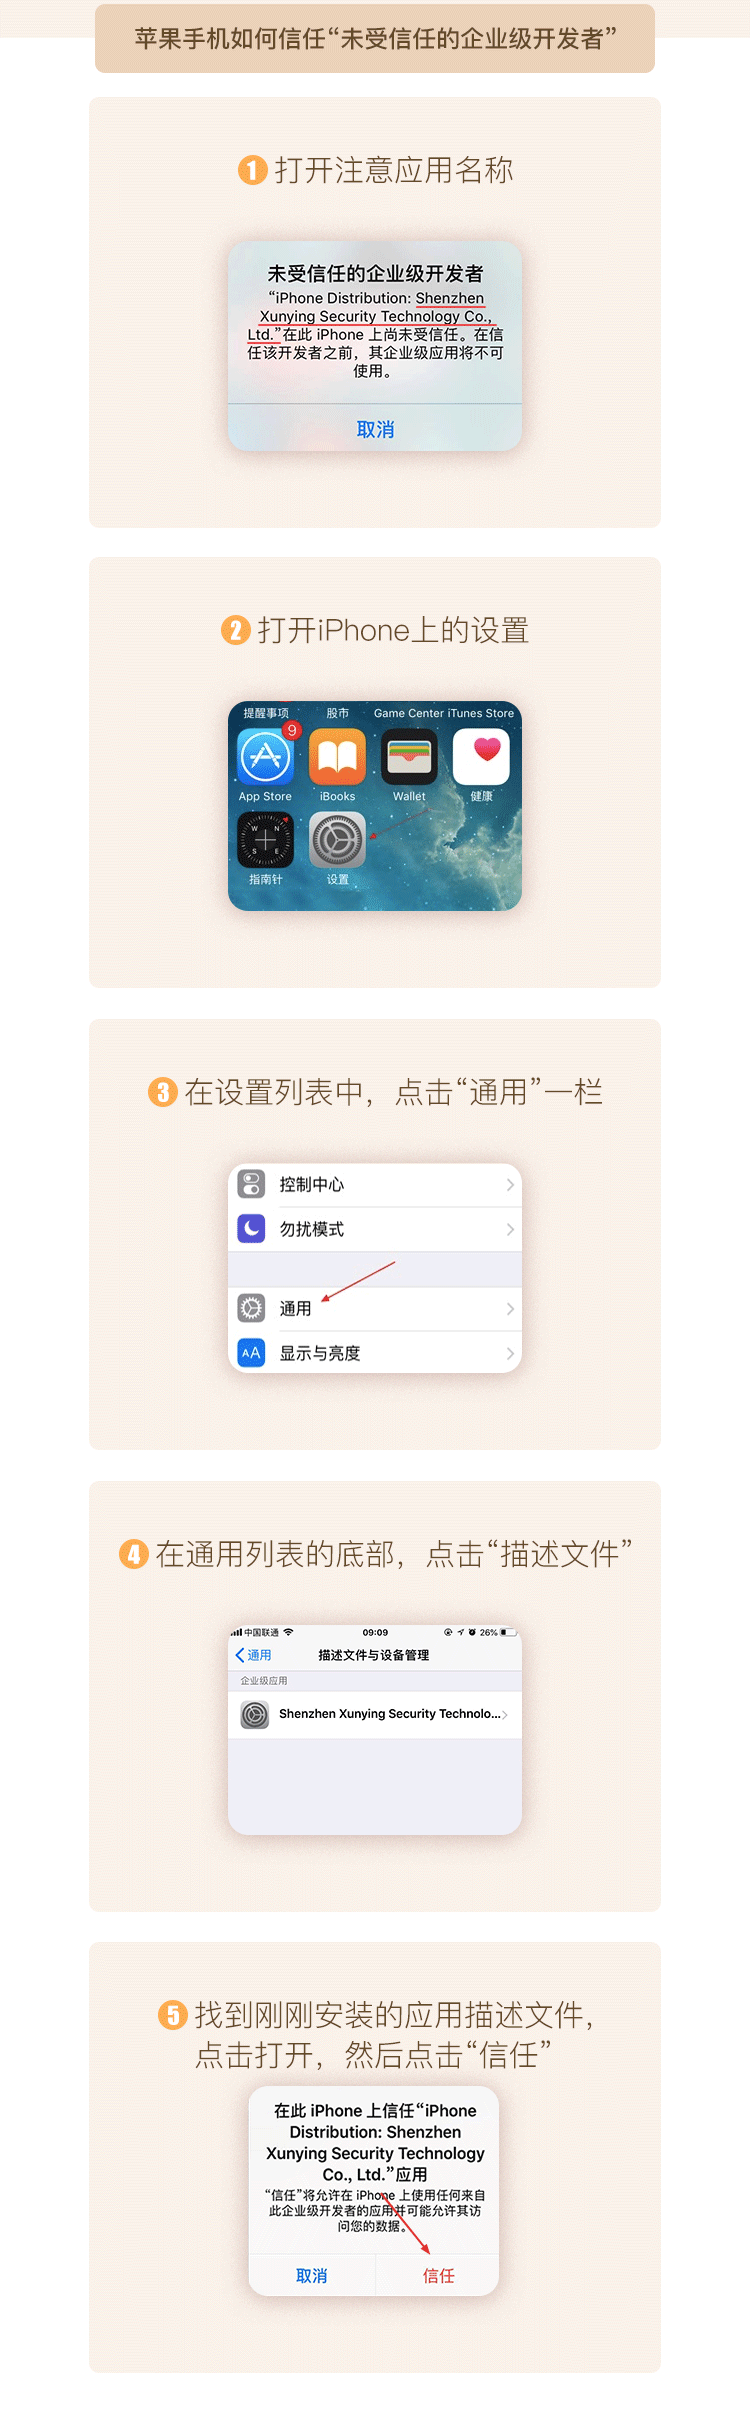 苹果手机如何信任“未受信任的企业级开发者”
1 打开注意应用名称
未受信任的企业级开发者
“iPhone Distribution: Shenzhen
Xunying Security Technology Co.,
Ltd.”在此 iPhone 上尚未受信任。在信
任该开发者之前，其企业级应用将不可
使用。
取消
2 打开iPhone上的设置
提醒事项 股市 Game Center iTunes Store
9
App Store iBooks Wallet 健康
W N
S E
指南针 设置
3 在设置列表中，点击“通用”一栏
控制中心
勿扰模式
通用
AA 显示与亮度
4 在通用列表的底部，点击“描述文件”
中国联通 09:09 26%
通用 描述文件与设备管理
企业级应用
Shenzhen Xunying Security Technolo...
5 找到刚刚安装的应用描述文件，
点击打开，然后点击“信任”
在此 iPhone 上信任“iPhone
Distribution: Shenzhen
Xunying Security Technology
Co., Ltd.”应用
“信任”将允许在 iPhone 上使用任何来自
此企业级开发者的应用并可能允许其访
问您的数据。
取消 信任